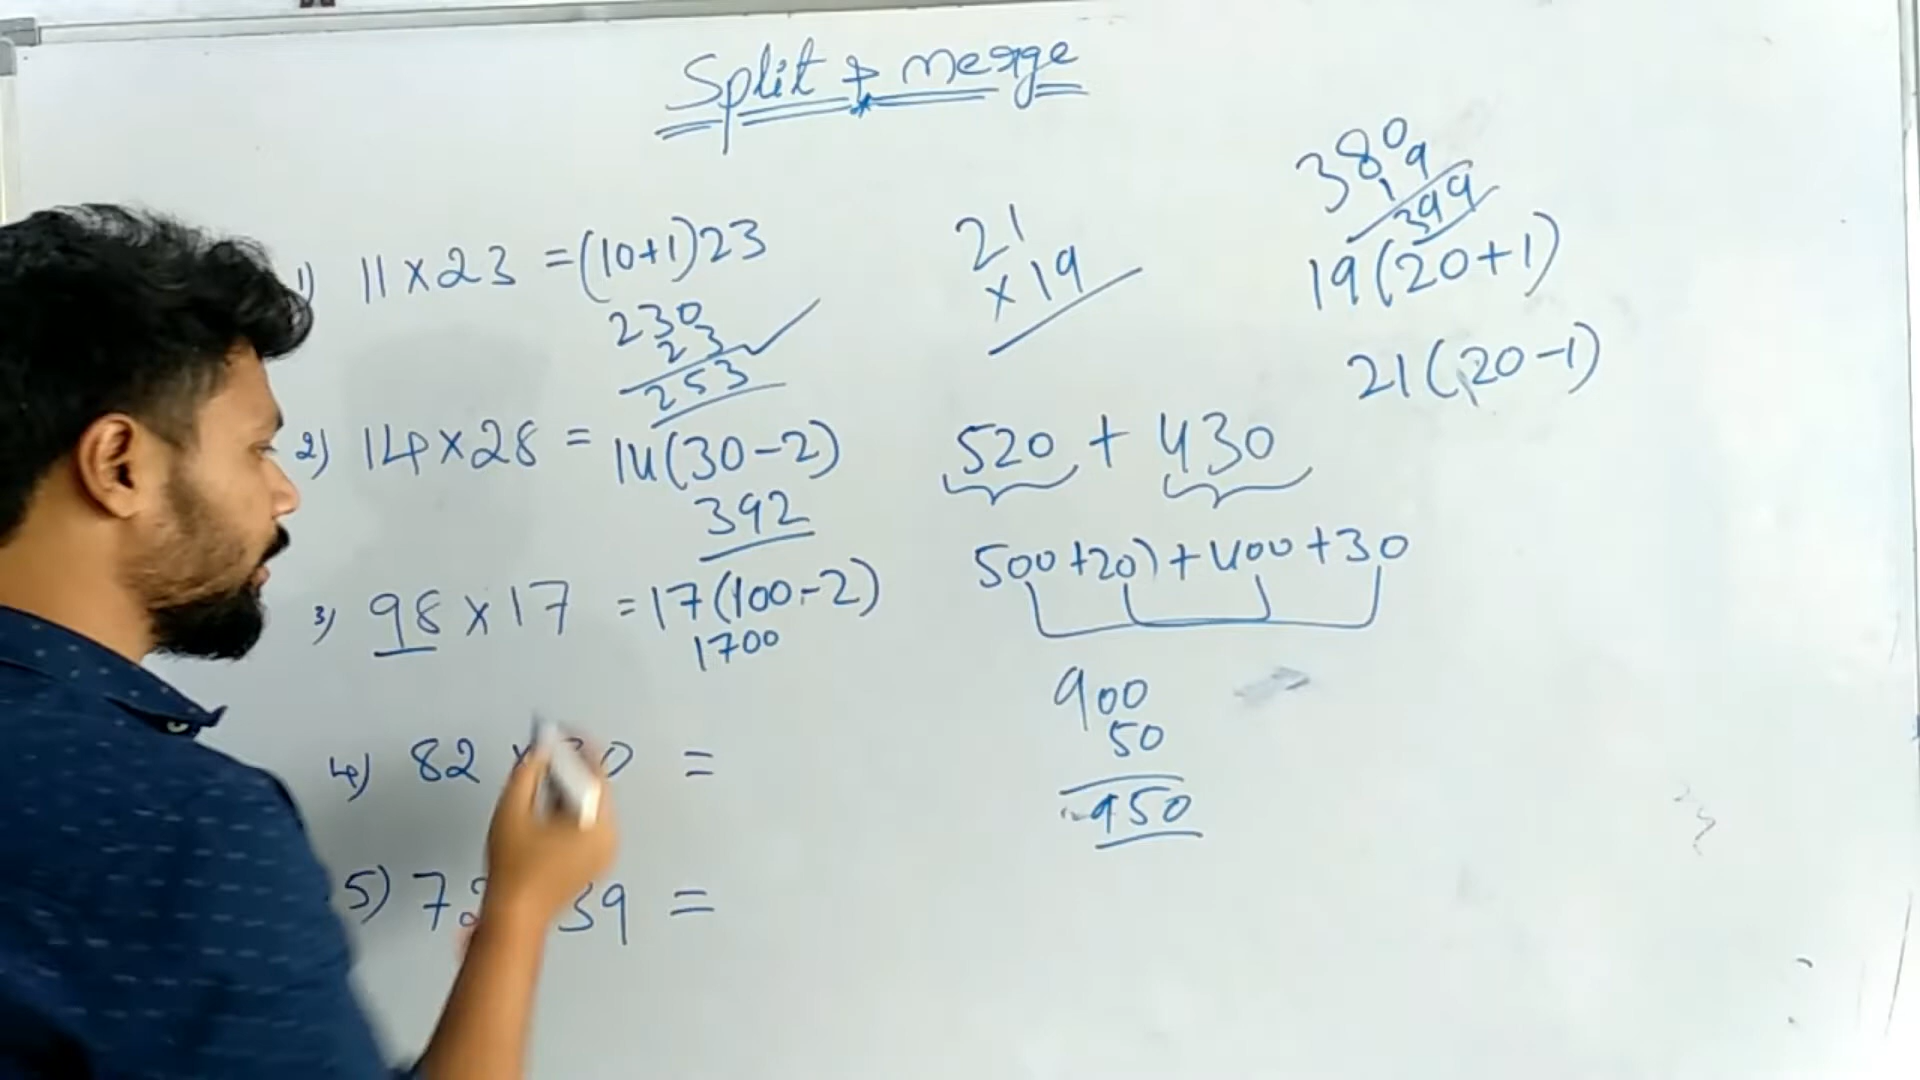 Split & merge
1) 11 x 23 = (10+1)23
230
23
253
2) 14 x 28 = 14(30-2)
392
3) 98 x 17 = 17(100-2)
1700
4) 82 x =
5) 7 39 =
21
x 19
380
19
399
19(20+1)
21(20-1)
520 + 430
500+20)+400+30
900
50
950